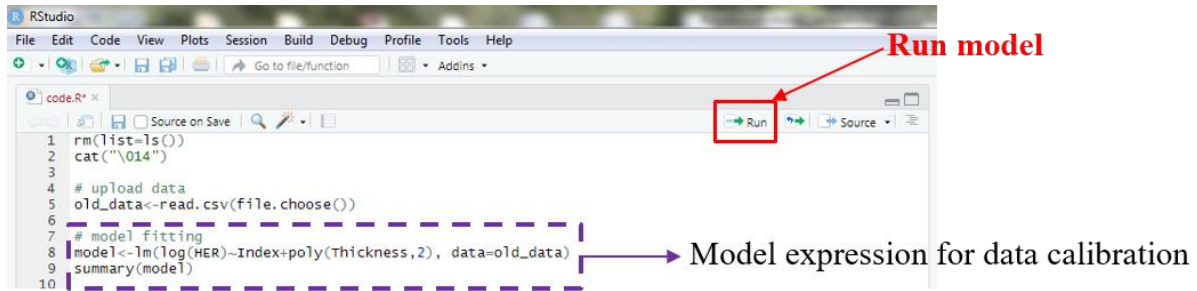 RStudio
File Edit Code View Plots Session Build Debug Profile Tools Help
Run model
Go to file/function Addins
code.R*
Source on Save Run Source
1 rm(list=ls())
2 cat("\014")
3
4 # upload data
5 old_data<-read.csv(file.choose())
6
7 # model fitting
8 model<-lm(log(HER)~Index+poly(Thickness,2), data=old_data)
Model expression for data calibration
9 summary(model)
10